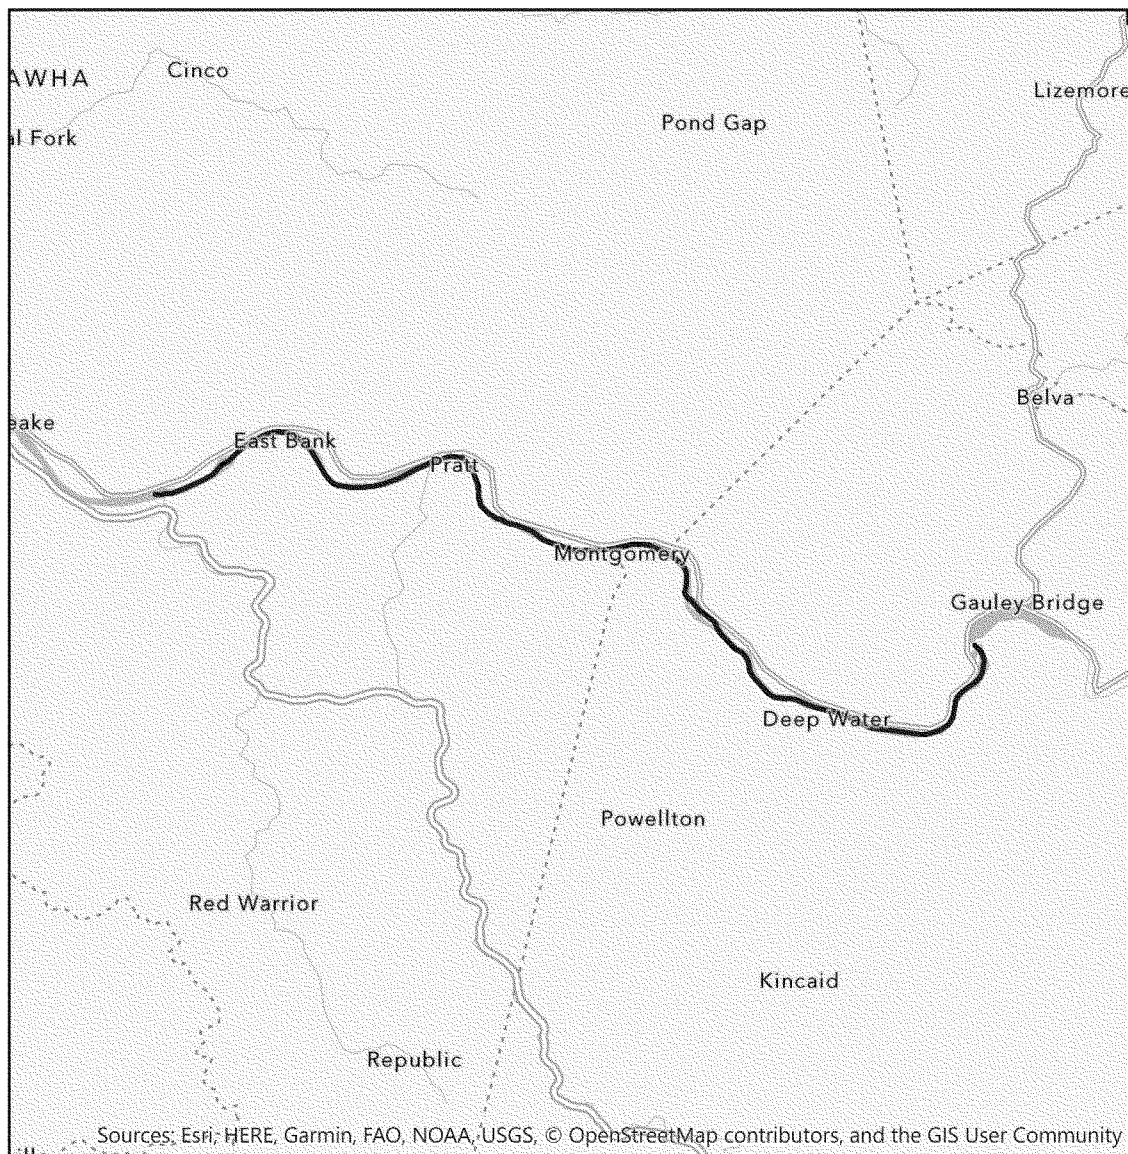 Cinco
AWHA
Lizemore
Pond Gap
al Fork
Belva
eake
East Bank
Pratt
Montgomery
Gauley Bridge
Deep Water
Powellton
Red Warrior
Kincaid
Republic
Sources: Esri, HERE, Garmin, FAO, NOAA, USGS, © OpenStreetMap contributors, and the GIS User Community